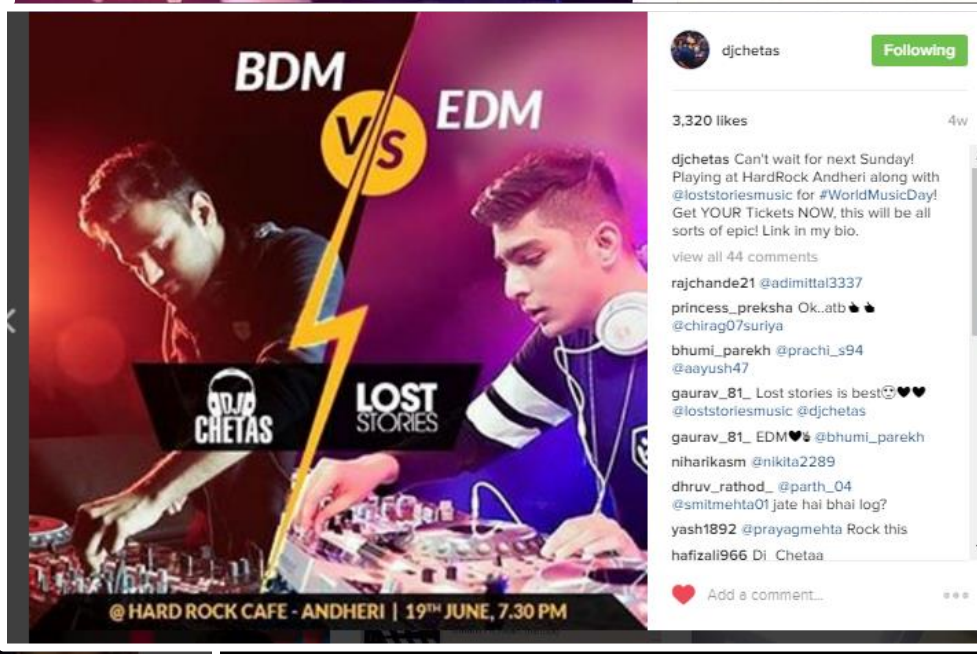 BDM
VS
EDM
DJ
CHETAS
LOST
STORIES
@ HARD ROCK CAFE - ANDHERI | 19TH JUNE, 7.30 PM
djchetas
Following
3,320 likes
4w
djchetas Can't wait for next Sunday!
Playing at HardRock Andheri along with
@loststoriesmusic for #WorldMusicDay!
Get YOUR Tickets NOW, this will be all
sorts of epic! Link in my bio.
view all 44 comments
rajchande21 @adimittal3337
princess_preksha Ok..atb
@chirag07suriya
bhumi_parekh @prachi_s94
@aayush47
gaurav_81_ Lost stories is best
@loststoriesmusic @djchetas
gaurav_81_ EDM @bhumi_parekh
niharikasm @nikita2289
dhruv_rathod_ @parth_04
@smitmehta01 jate hai bhai log?
yash1892 @prayagmehta Rock this
hafizali966 Dj Chetaa
Add a comment...